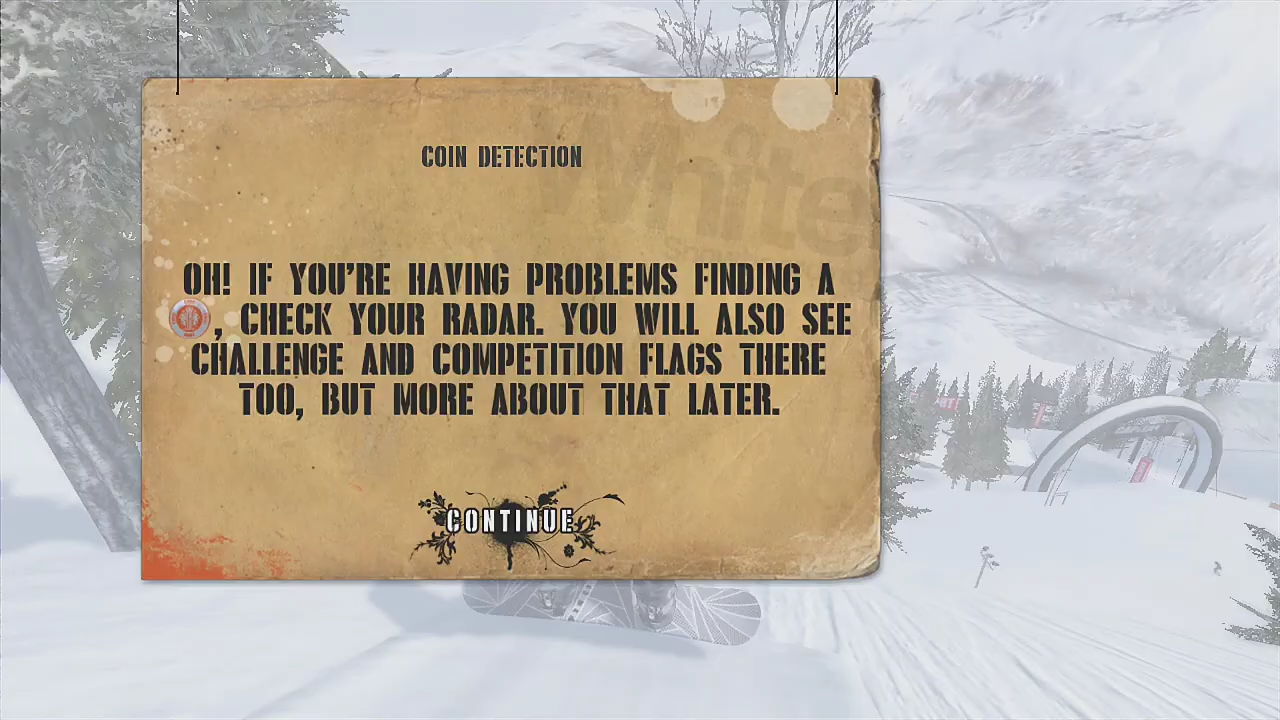 White
COIN DETECTION
OH! IF YOU'RE HAVING PROBLEMS FINDING A
, CHECK YOUR RADAR. YOU WILL ALSO SEE
CHALLENGE AND COMPETITION FLAGS THERE
TOO, BUT MORE ABOUT THAT LATER.
CONTINUE